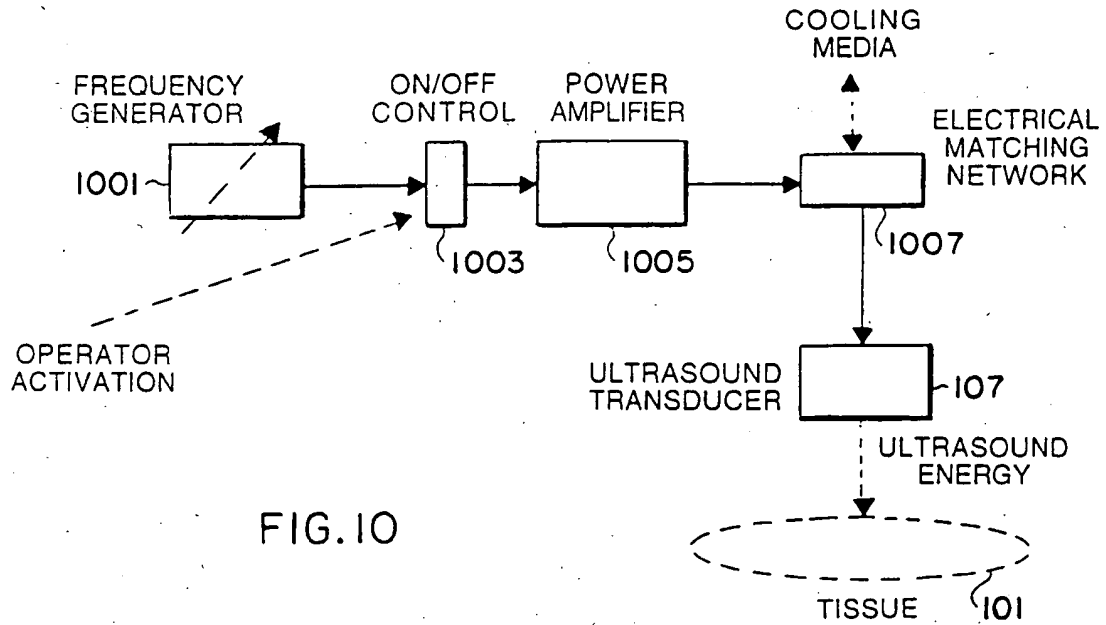 COOLING
MEDIA
FREQUENCY
GENERATOR
ON/OFF
CONTROL
POWER
AMPLIFIER
ELECTRICAL
MATCHING
NETWORK
1001
1003
1005
1007
OPERATOR
ACTIVATION
ULTRASOUND
TRANSDUCER
107
ULTRASOUND
ENERGY
FIG.10
TISSUE
101